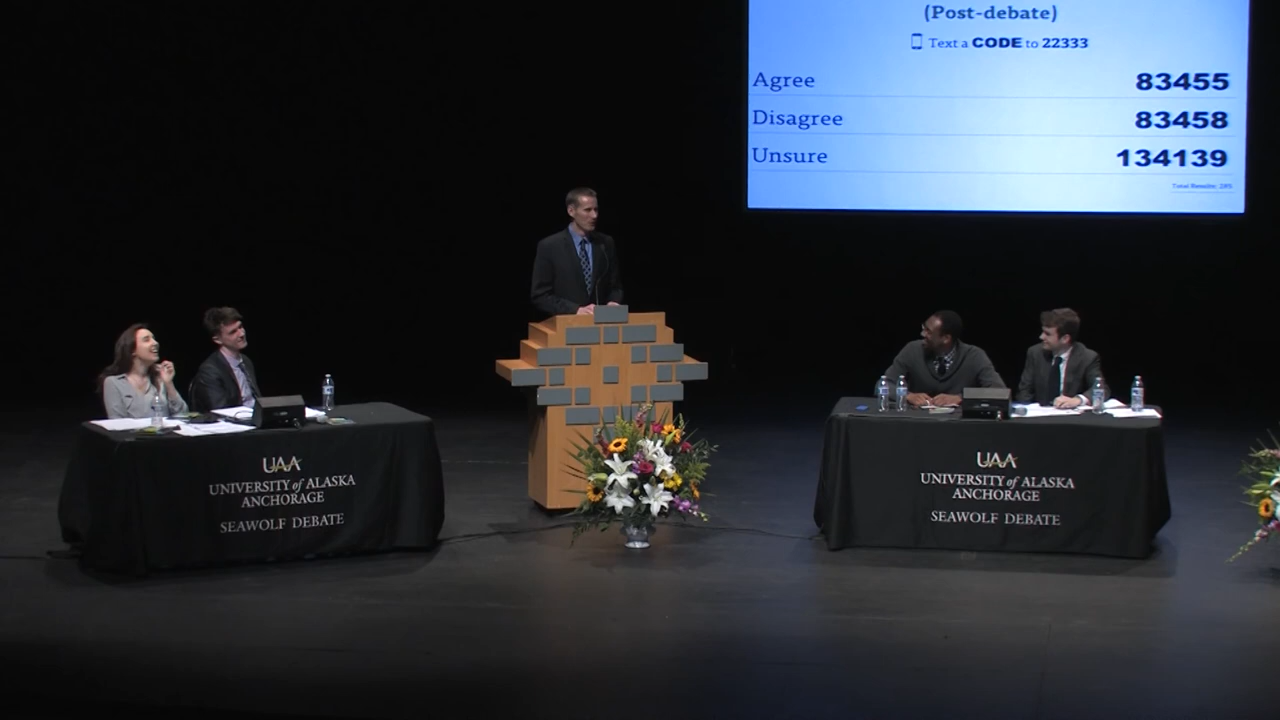 (Post-debate)
Text a CODE to 22333
Agree 83455
Disagree 83458
Unsure 134139
UAA
UNIVERSITY of ALASKA
ANCHORAGE
SEAWOLF DEBATE
UAA
UNIVERSITY of ALASKA
ANCHORAGE
SEAWOLF DEBATE